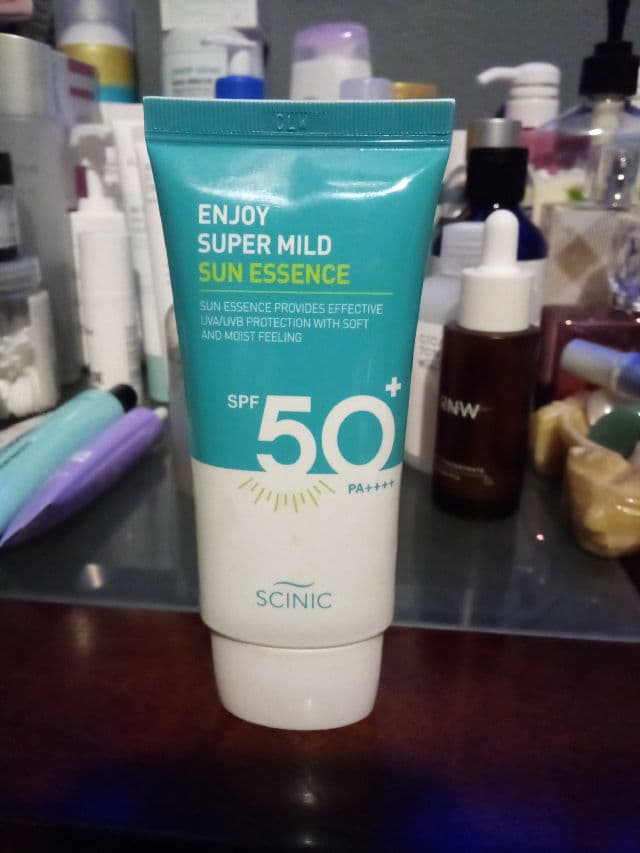 ENJOY
SUPER MILD
SUN ESSENCE
SUN ESSENCE PROVIDES EFFECTIVE
UVA/UVB PROTECTION WITH SOFT
AND MOIST FEELING
SPF 50+
PA++++
SCINIC